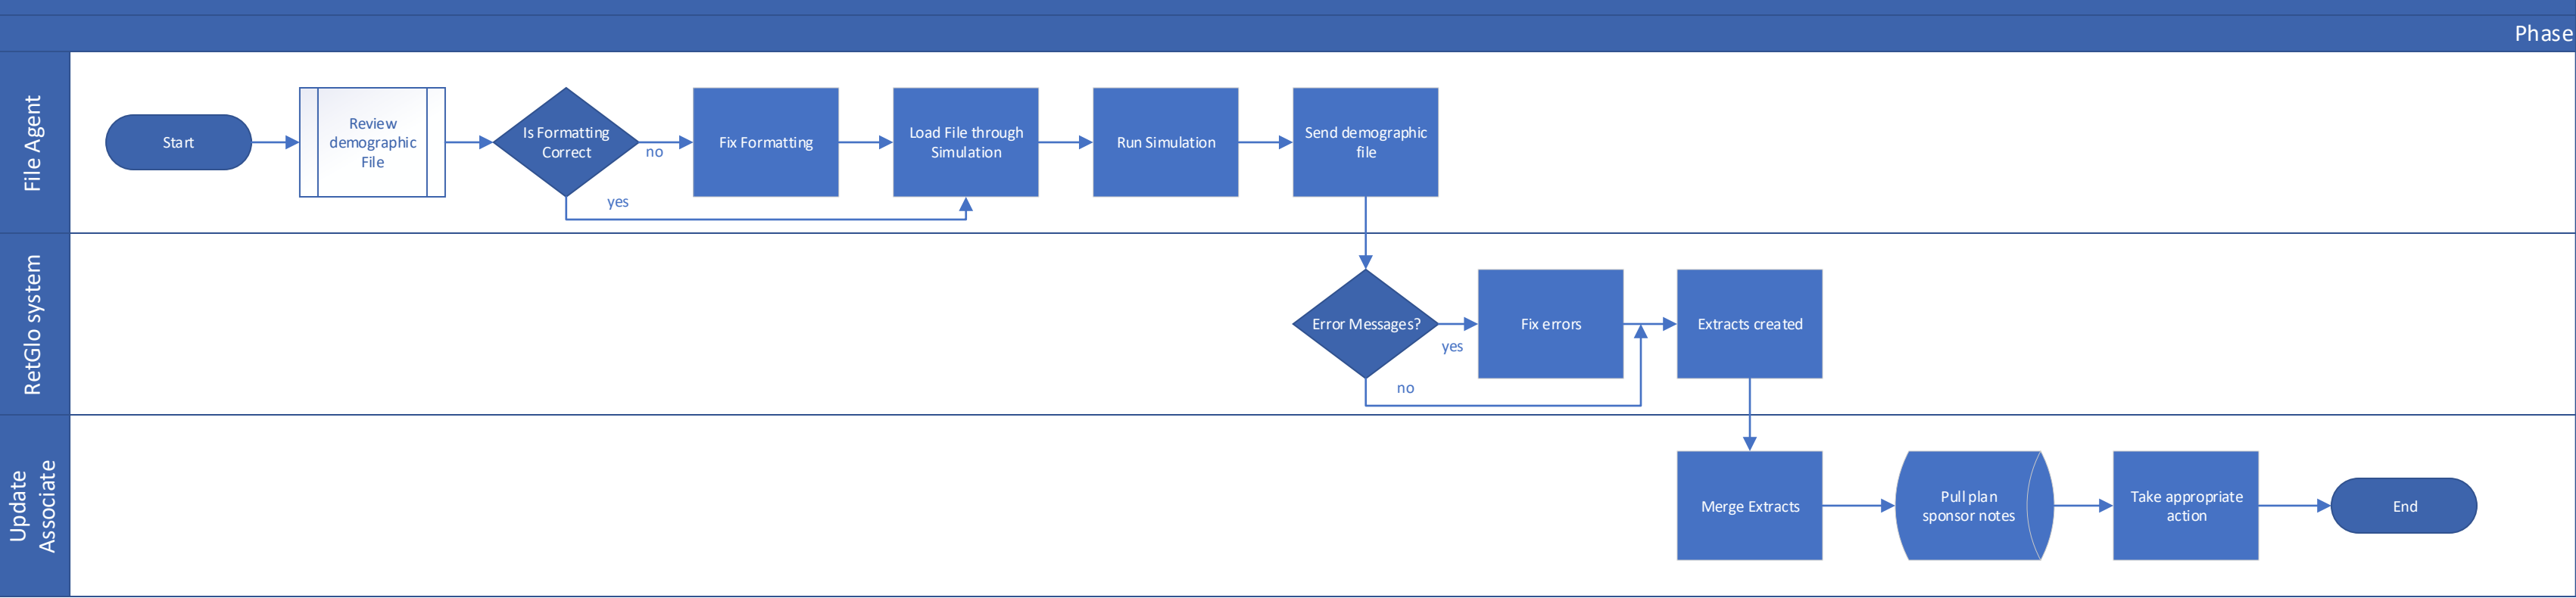 Phase
File Agent
Start
Review
demographic
File
Is Formatting
Correct
no
yes
Fix Formatting
Load File through
Simulation
Run Simulation
Send demographic
file
RetGlo system
Error Messages?
yes
no
Fix errors
Extracts created
Update
Associate
Merge Extracts
Pull plan
sponsor notes
Take appropriate
action
End